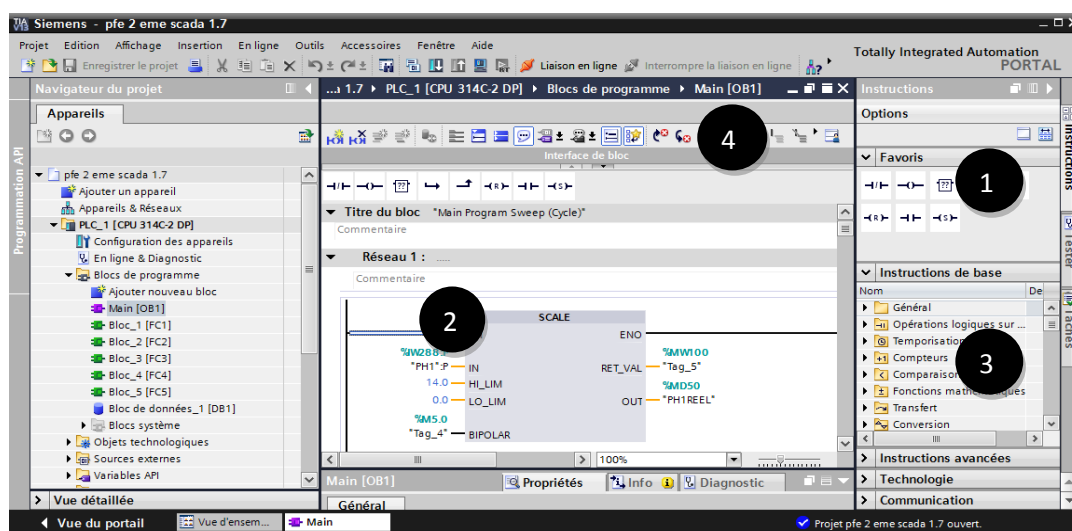 Siemens - pfe 2 eme scada 1.7
Projet Edition Affichage Insertion En ligne Outils Accessoires Fenêtre Aide
Enregistrer le projet Liaison en ligne Interrompre la liaison en ligne
Totally Integrated Automation
PORTAL
Navigateur du projet
Appareils
Programmation API
pfe 2 eme scada 1.7
Ajouter un appareil
Appareils & Réseaux
PLC_1 [CPU 314C-2 DP]
Configuration des appareils
En ligne & Diagnostic
Blocs de programme
Ajouter nouveau bloc
Main [OB1]
Bloc_1 [FC1]
Bloc_2 [FC2]
Bloc_3 [FC3]
Bloc_4 [FC4]
Bloc_5 [FC5]
Bloc de données_1 [DB1]
Blocs système
Objets technologiques
Sources externes
Variables API
Vue détaillée
...1.7 PLC_1 [CPU 314C-2 DP] Blocs de programme Main [OB1]
4
Interface de bloc
Titre du bloc "Main Program Sweep (Cycle)"
Commentaire
Réseau 1 : .....
Commentaire
2
SCALE
ENO
"PH1":P IN
14.0 HI_LIM
0.0 LO_LIM
%M5.0
"Tag_4" BIPOLAR
%MW100
RET_VAL "Tag_5"
%MD50
OUT "PH1REEL"
100%
Main [OB1]
Propriétés Info Diagnostic
Général
Instructions
Options
Favoris
1
Instructions de base
Nom De
Général
Opérations logiques sur ...
Temporisation
Compteurs
Comparaison
3
Fonctions mathématiques
Transfert
Conversion
Instructions avancées
Technologie
Communication
Instructions
Tester
Tâches
Vue du portail Vue d'ensem... Main
Projet pfe 2 eme scada 1.7 ouvert.